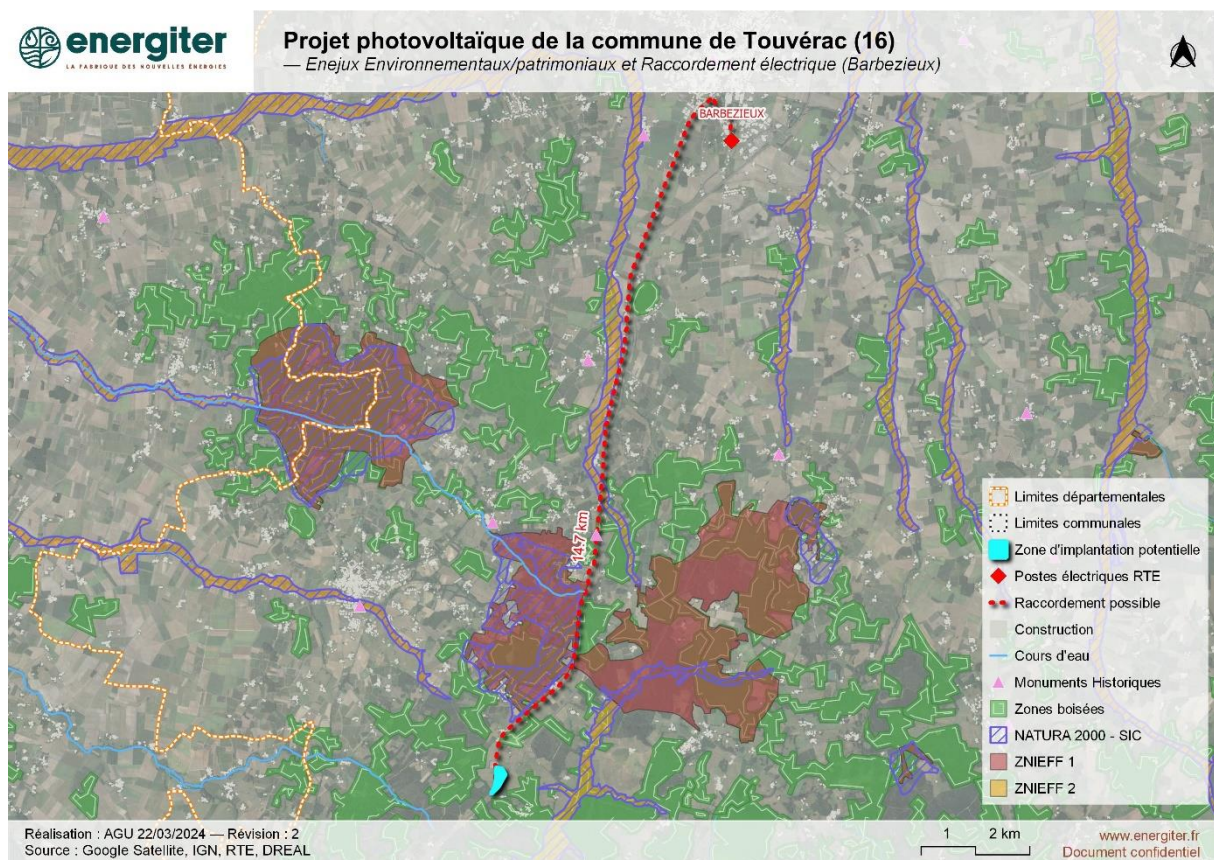 energiter
LA FABRIQUE DES NOUVELLES ÉNERGIES
Projet photovoltaïque de la commune de Touvérac (16)
— Enejux Environnementaux/patrimoniaux et Raccordement électrique (Barbezieux)
BARBEZIEUX
14.7 km
Limites départementales
Limites communales
Zone d'implantation potentielle
Postes électriques RTE
Raccordement possible
Construction
Cours d'eau
Monuments Historiques
Zones boisées
NATURA 2000 - SIC
ZNIEFF 1
ZNIEFF 2
Réalisation : AGU 22/03/2024 — Révision : 2
Source : Google Satellite, IGN, RTE, DREAL
1 2 km
www.energiter.fr
Document confidentiel